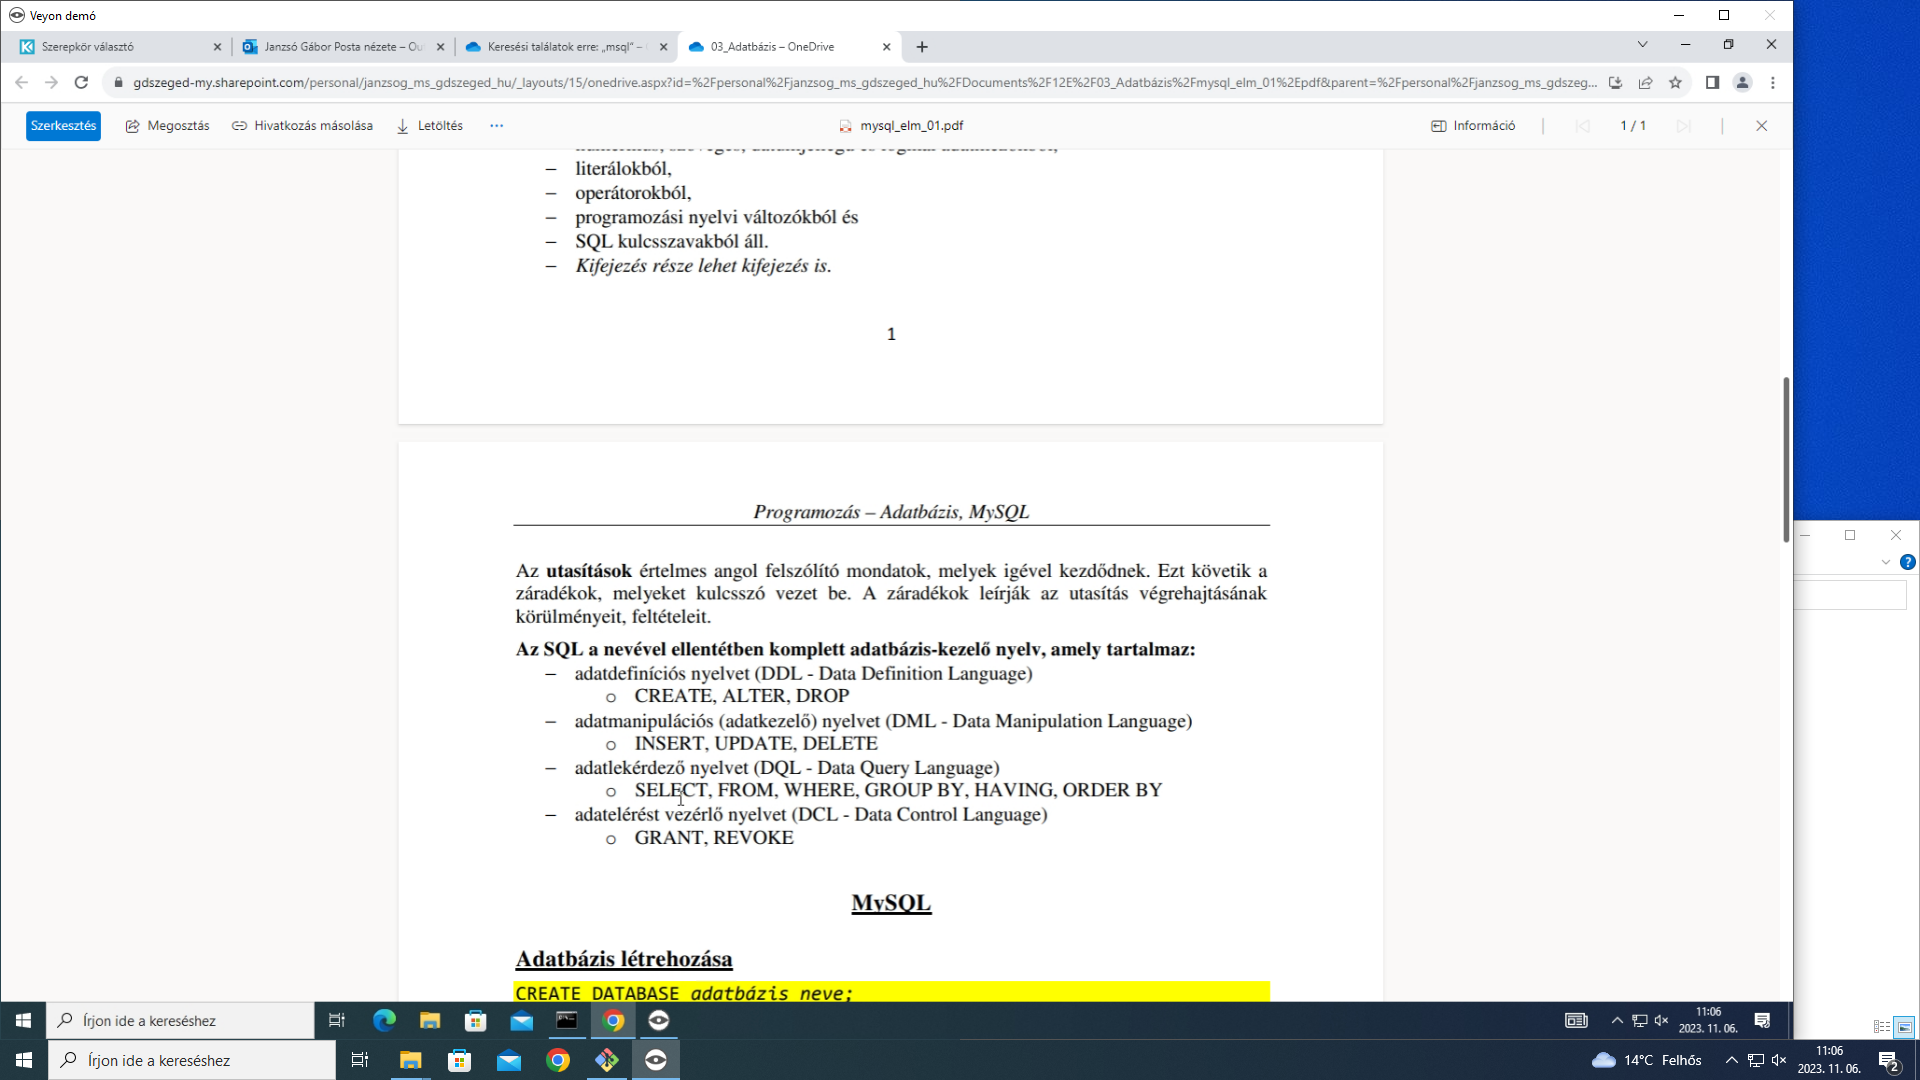 Veyon demó
Szerepkör választó
Janzsó Gábor Posta nézete – Ou
Keresési találatok erre: „msql” –
03_Adatbázis – OneDrive
gdszeged-my.sharepoint.com/personal/janzsog_ms_gdszeged_hu/_layouts/15/onedrive.aspx?id=%2Fpersonal%2Fjanzsog_ms_gdszeged_hu%2FDocuments%2F12E%2F03_Adatbázis%2Fmysql_elm_01%2Epdf&parent=%2Fpersonal%2Fjanzsog_ms_gdszeg...
Szerkesztés
Megosztás
Hivatkozás másolása
Letöltés
mysql_elm_01.pdf
Információ
1 / 1
– literálokból,
– operátorokból,
– programozási nyelvi változókból és
– SQL kulcsszavakból áll.
– Kifejezés része lehet kifejezés is.
1
Programozás – Adatbázis, MySQL
Az utasítások értelmes angol felszólító mondatok, melyek igével kezdődnek. Ezt követik a
záradékok, melyeket kulcsszó vezet be. A záradékok leírják az utasítás végrehajtásának
körülményeit, feltételeit.
Az SQL a nevével ellentétben komplett adatbázis-kezelő nyelv, amely tartalmaz:
– adatdefiníciós nyelvet (DDL - Data Definition Language)
o CREATE, ALTER, DROP
– adatmanipulációs (adatkezelő) nyelvet (DML - Data Manipulation Language)
o INSERT, UPDATE, DELETE
– adatlekérdező nyelvet (DQL - Data Query Language)
o SELECT, FROM, WHERE, GROUP BY, HAVING, ORDER BY
– adatelérést vezérlő nyelvet (DCL - Data Control Language)
o GRANT, REVOKE
MySQL
Adatbázis létrehozása
CREATE DATABASE adatbázis neve;
Írjon ide a kereséshez
11:06
2023. 11. 06.
Írjon ide a kereséshez
14°C Felhős
11:06
2023. 11. 06.
2